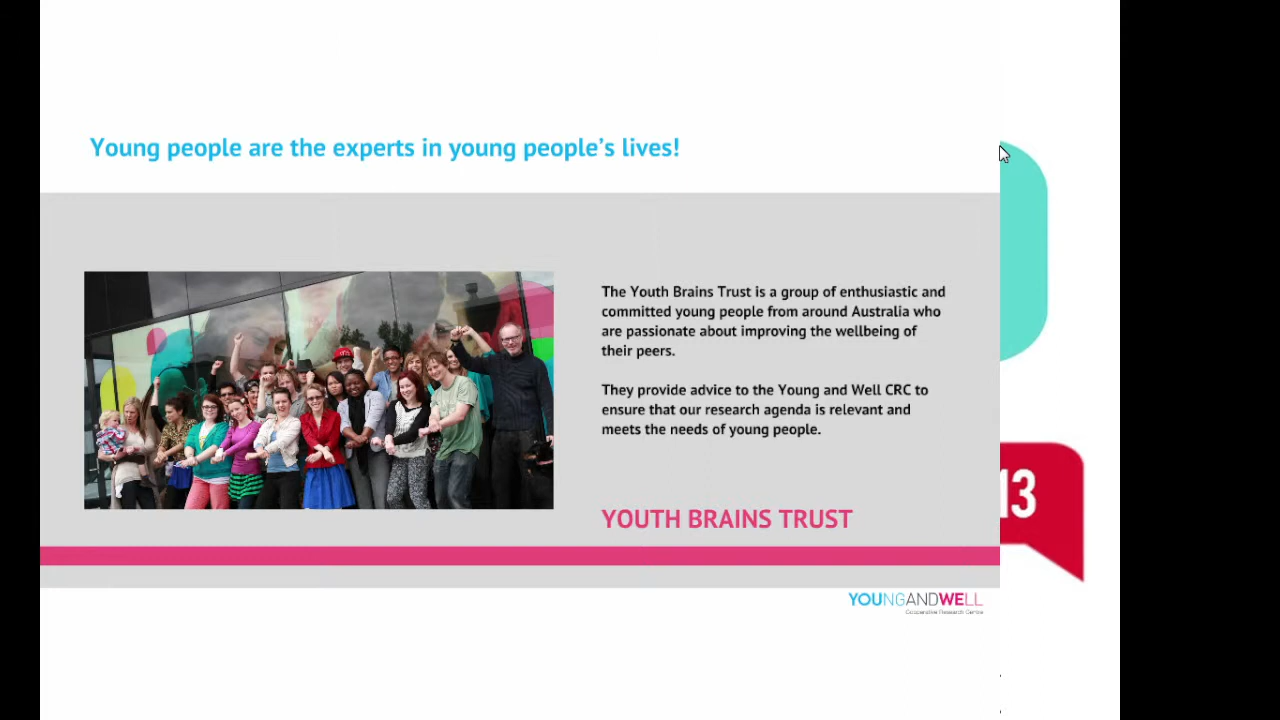 Young people are the experts in young people's lives!
The Youth Brains Trust is a group of enthusiastic and
committed young people from around Australia who
are passionate about improving the wellbeing of
their peers.
They provide advice to the Young and Well CRC to
ensure that our research agenda is relevant and
meets the needs of young people.
13
YOUTH BRAINS TRUST
YOUNGANDWELL
Cooperative Research Centre